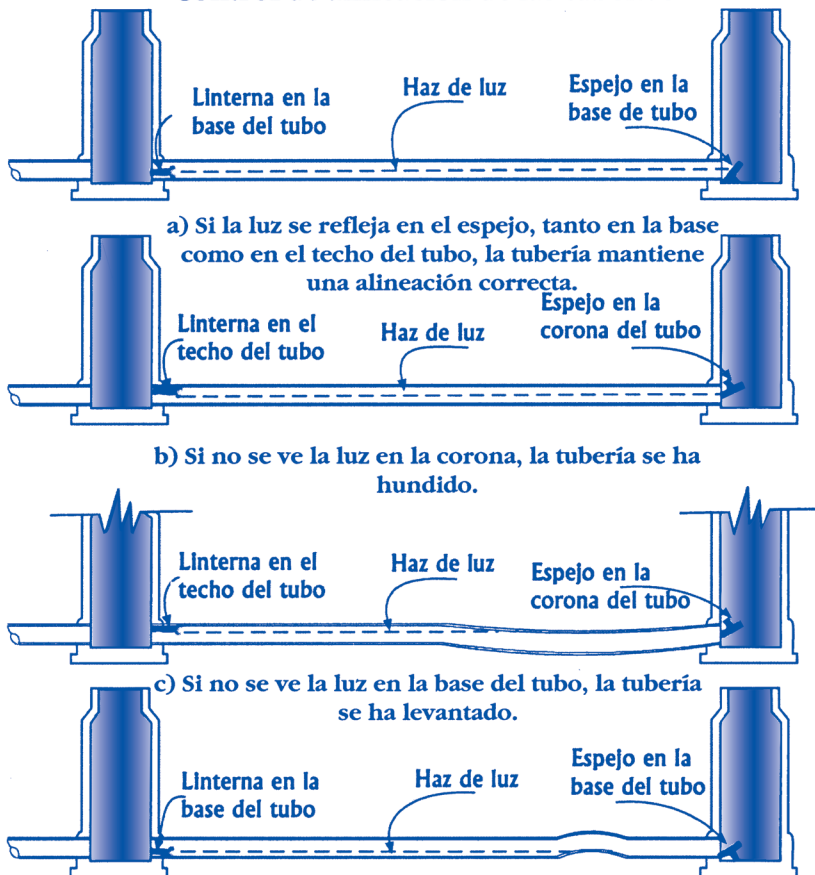 Linterna en la
base del tubo
Haz de luz
Espejo en la
base de tubo
a) Si la luz se refleja en el espejo, tanto en la base
como en el techo del tubo, la tubería mantiene
una alineación correcta.
Linterna en el
techo del tubo
Haz de luz
Espejo en la
corona del tubo
b) Si no se ve la luz en la corona, la tubería se ha
hundido.
Linterna en el
techo del tubo
Haz de luz
Espejo en la
corona del tubo
c) Si no se ve la luz en la base del tubo, la tubería
se ha levantado.
Linterna en la
base del tubo
Haz de luz
Espejo en la
base del tubo